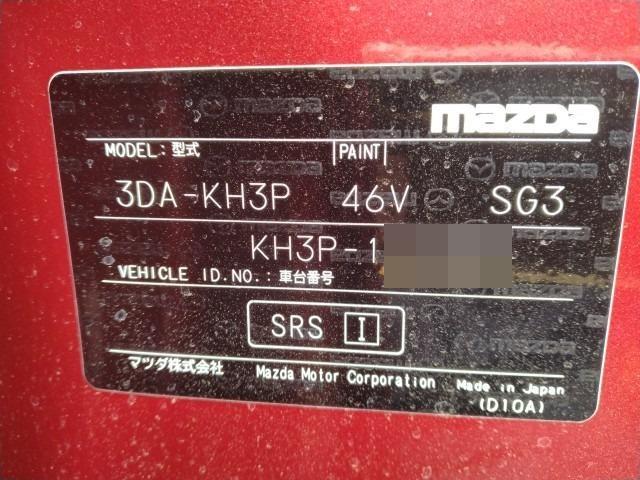 mazda
MODEL: 型式 PAINT
3DA-KH3P 46V SG3
KH3P-1
VEHICLE ID.NO.: 車台番号
SRS I
マツダ株式会社 Mazda Motor Corporation Made in Japan
(D10A)